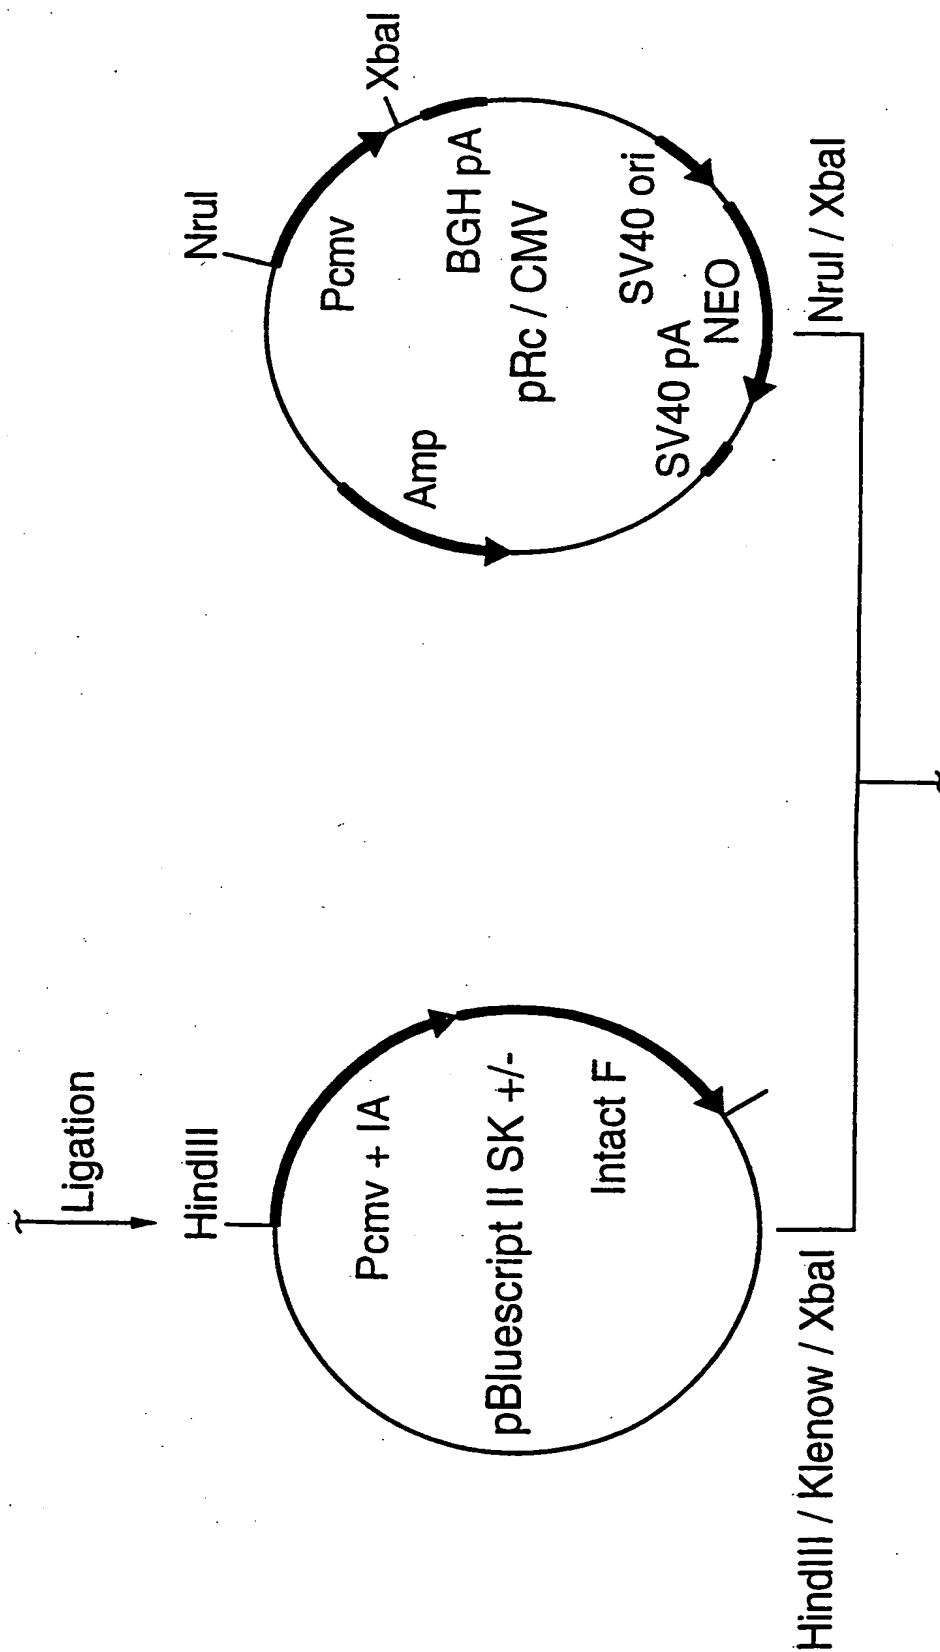 Ligation
HindIII
Pcmv + IA
pBluescript II SK +/-
Intact F
HindIII / Klenow / XbaI
NruI
XbaI
Pcmv
Amp
BGH pA
pRc / CMV
SV40 ori
SV40 pA
NEO
NruI / XbaI